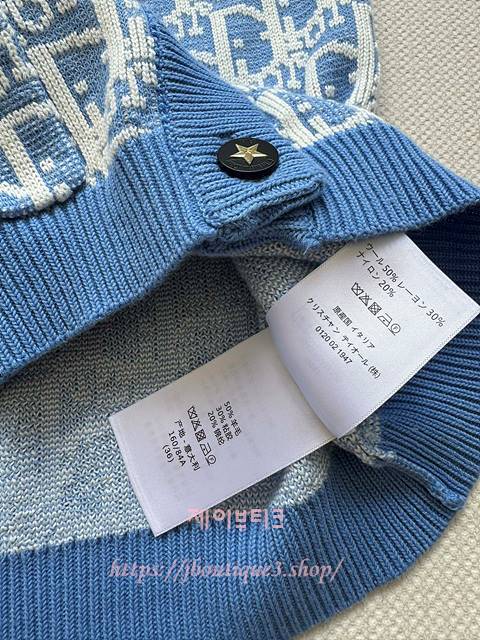 ウール 50% レーヨン 30%
ナイロン 20%
原産国 イタリア
クリスチャン ディオール (株)
0120 02 1947
50% 羊毛
30% 粘胶
20% 锦纶
产地 : 意大利
160/84A
(36)
제이부티크
https://jboutique3.shop/